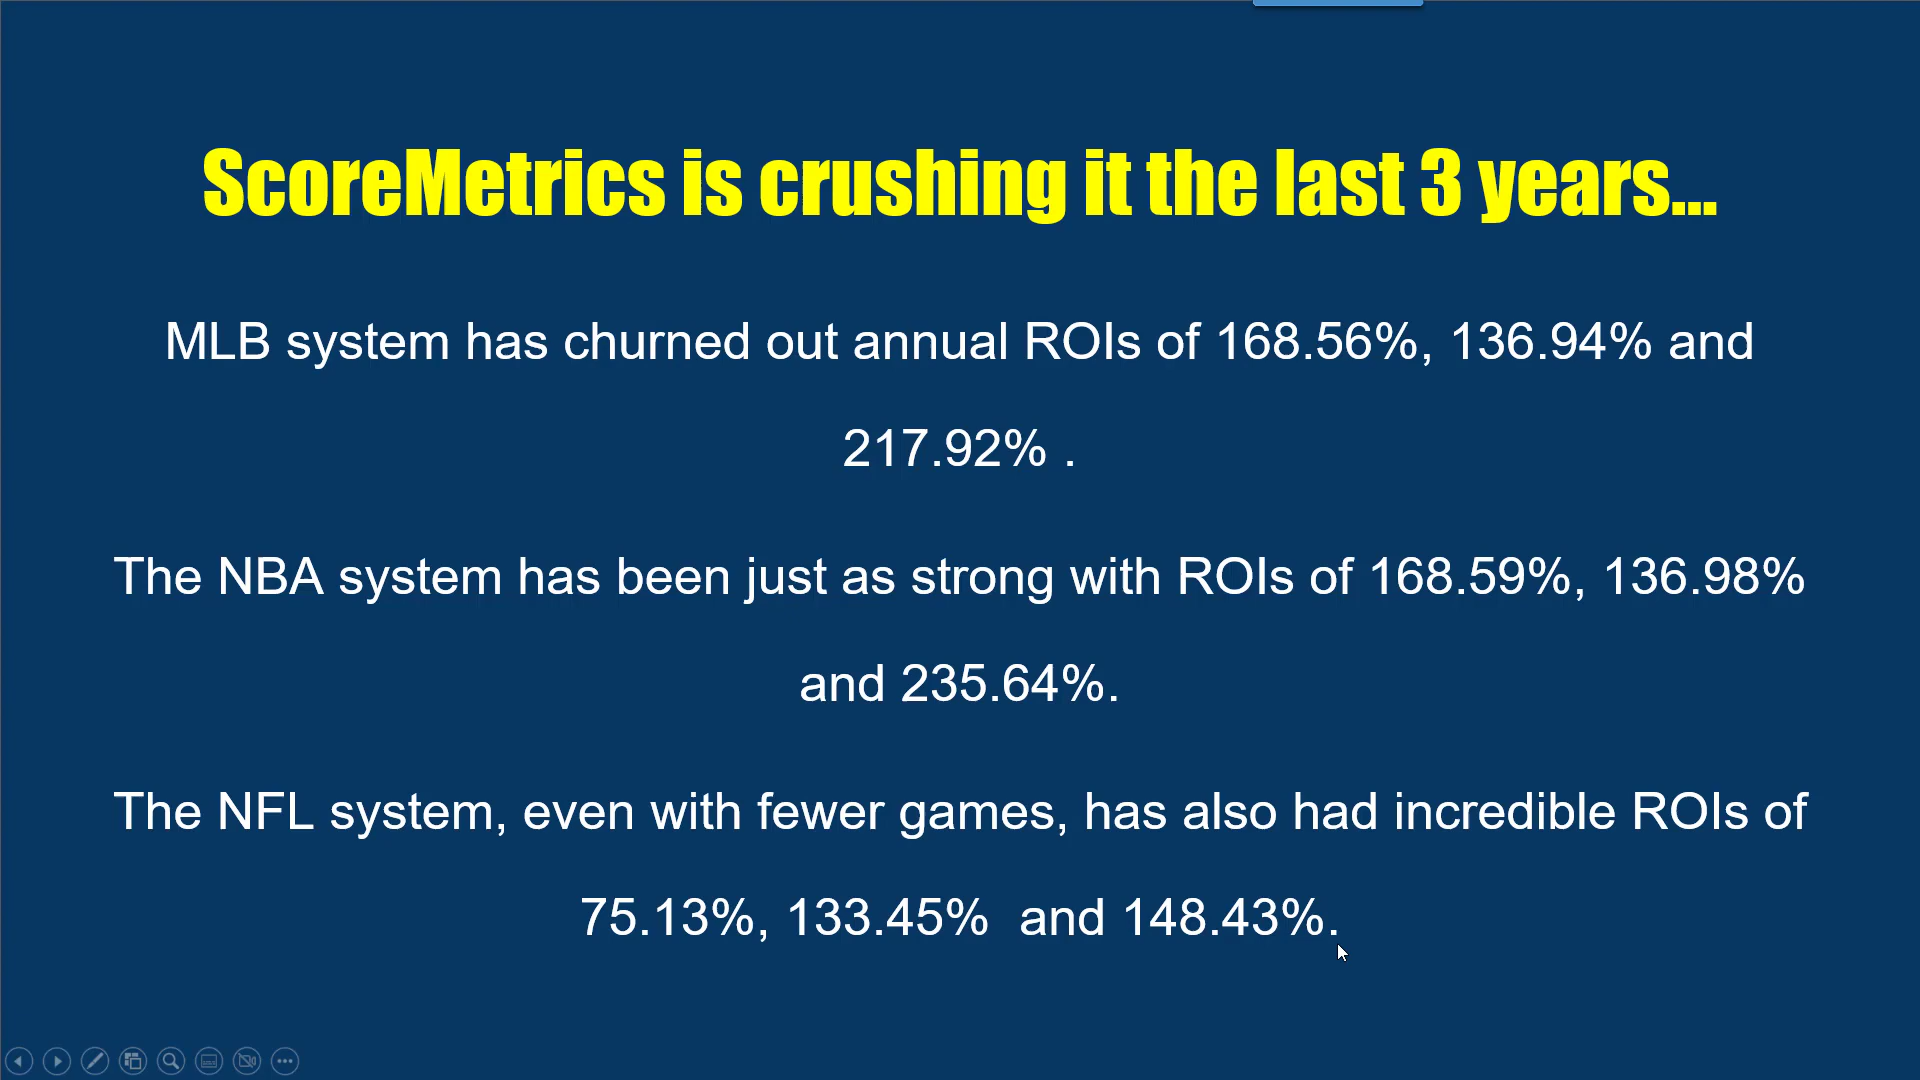 ScoreMetrics is crushing it the last 3 years...
MLB system has churned out annual ROIs of 168.56%, 136.94% and
217.92% .
The NBA system has been just as strong with ROIs of 168.59%, 136.98%
and 235.64%.
The NFL system, even with fewer games, has also had incredible ROIs of
75.13%, 133.45%  and 148.43%.